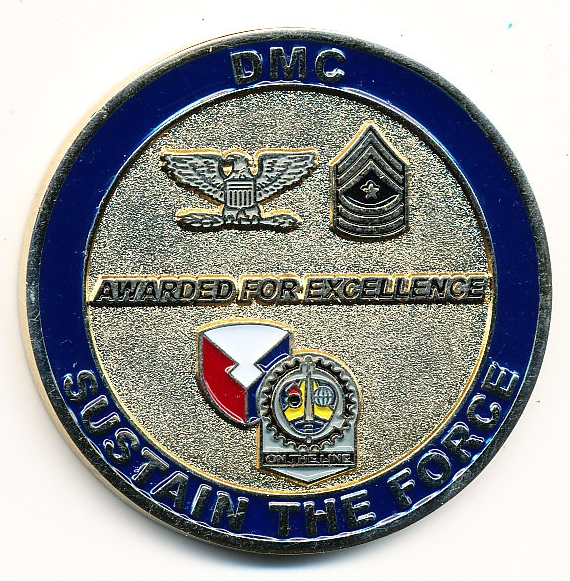 DMC
AWARDED FOR EXCELLENCE
ON THE LINE
SUSTAIN THE FORCE